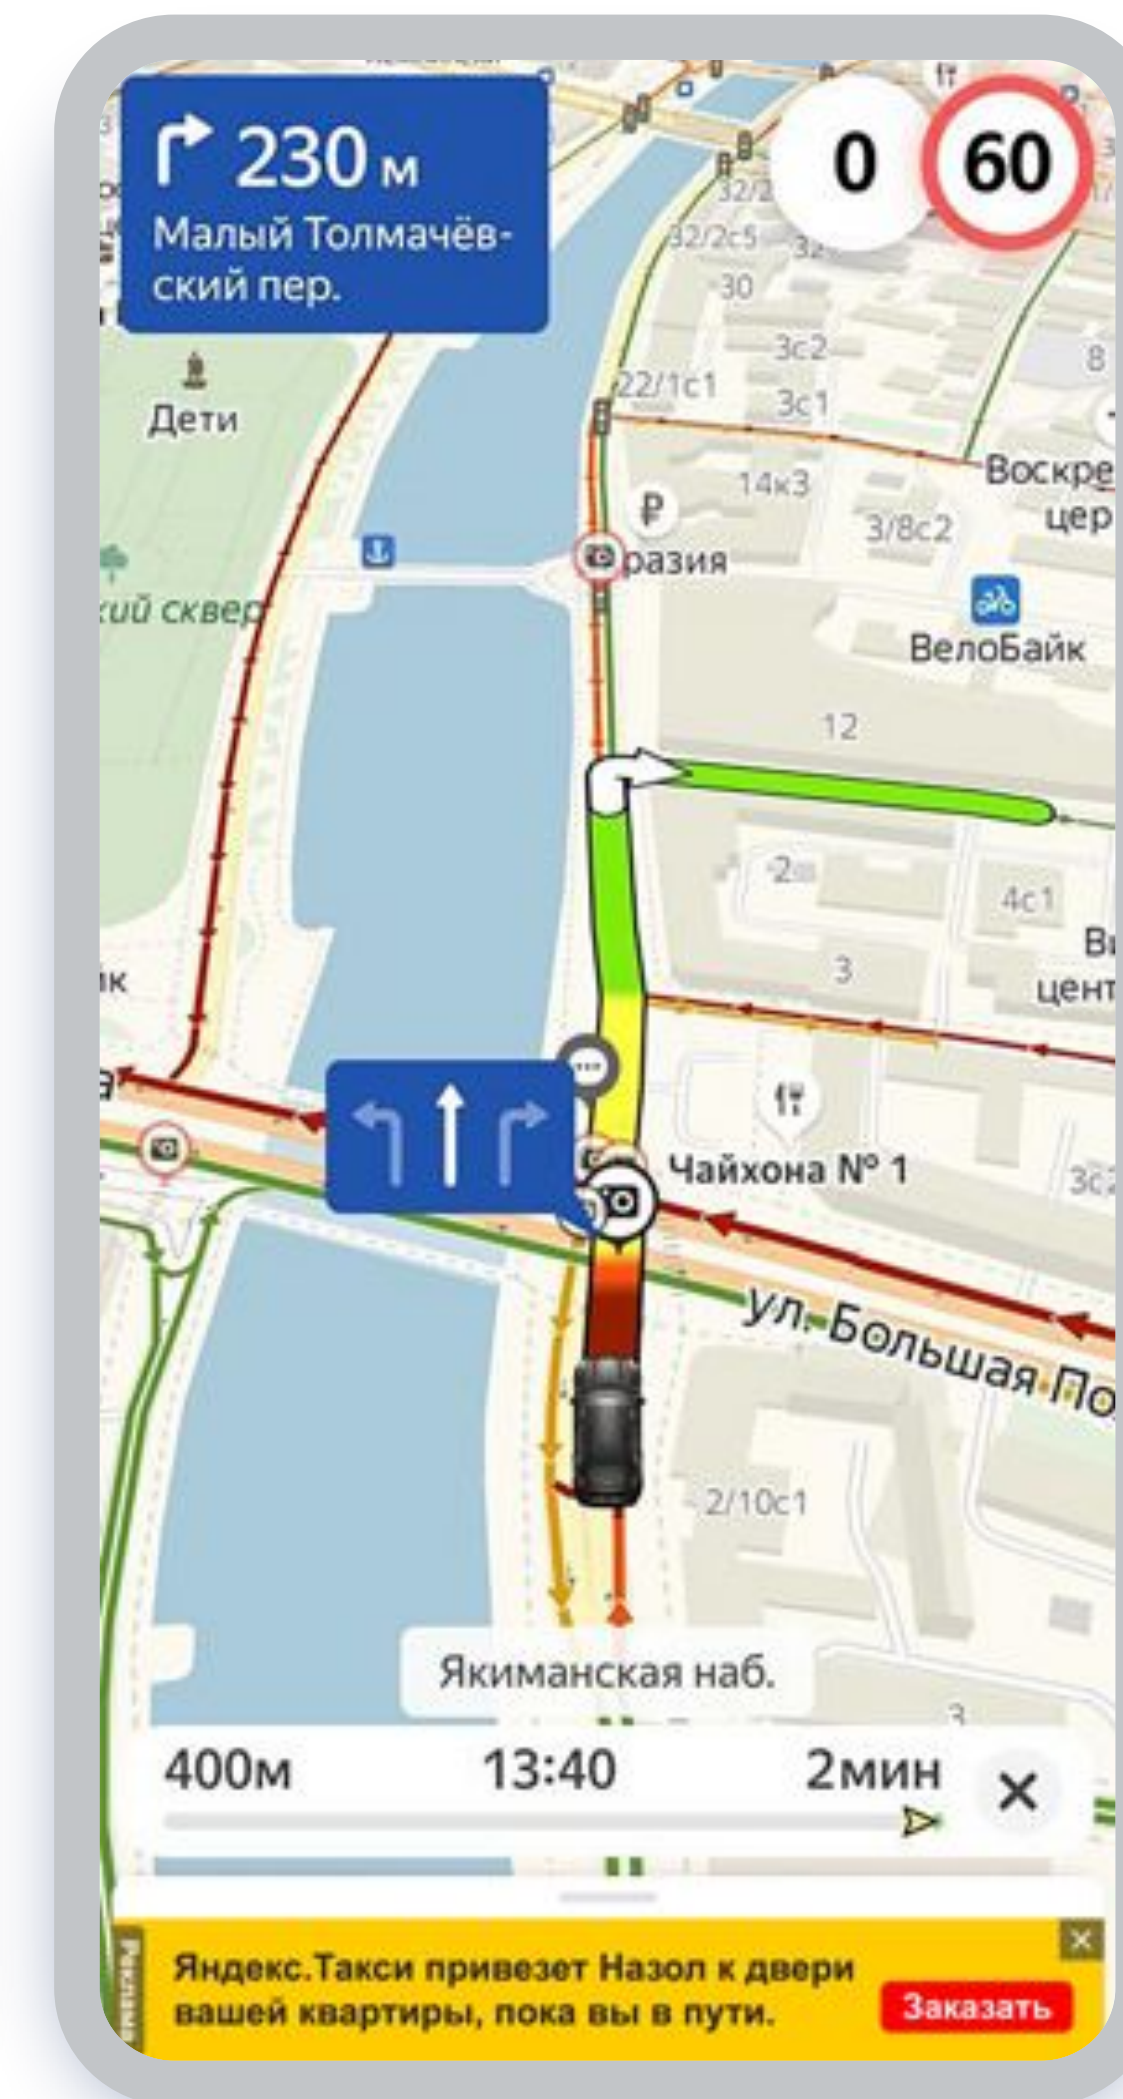 230 м
Малый Толмачёв-
ский пер.
0
60
32/2с5
30
3с2
22/1с1
3с1
8
Дети
14к3
3/8с2
Воскре
цер
разия
кий сквер
ВелоБайк
12
2
4с1
3
цент
Чайхона № 1
ул. Большая По
2/10с1
Якиманская наб.
3
400м
13:40
2мин
Реклама
Яндекс.Такси привезет Назол к двери
вашей квартиры, пока вы в пути.
Заказать